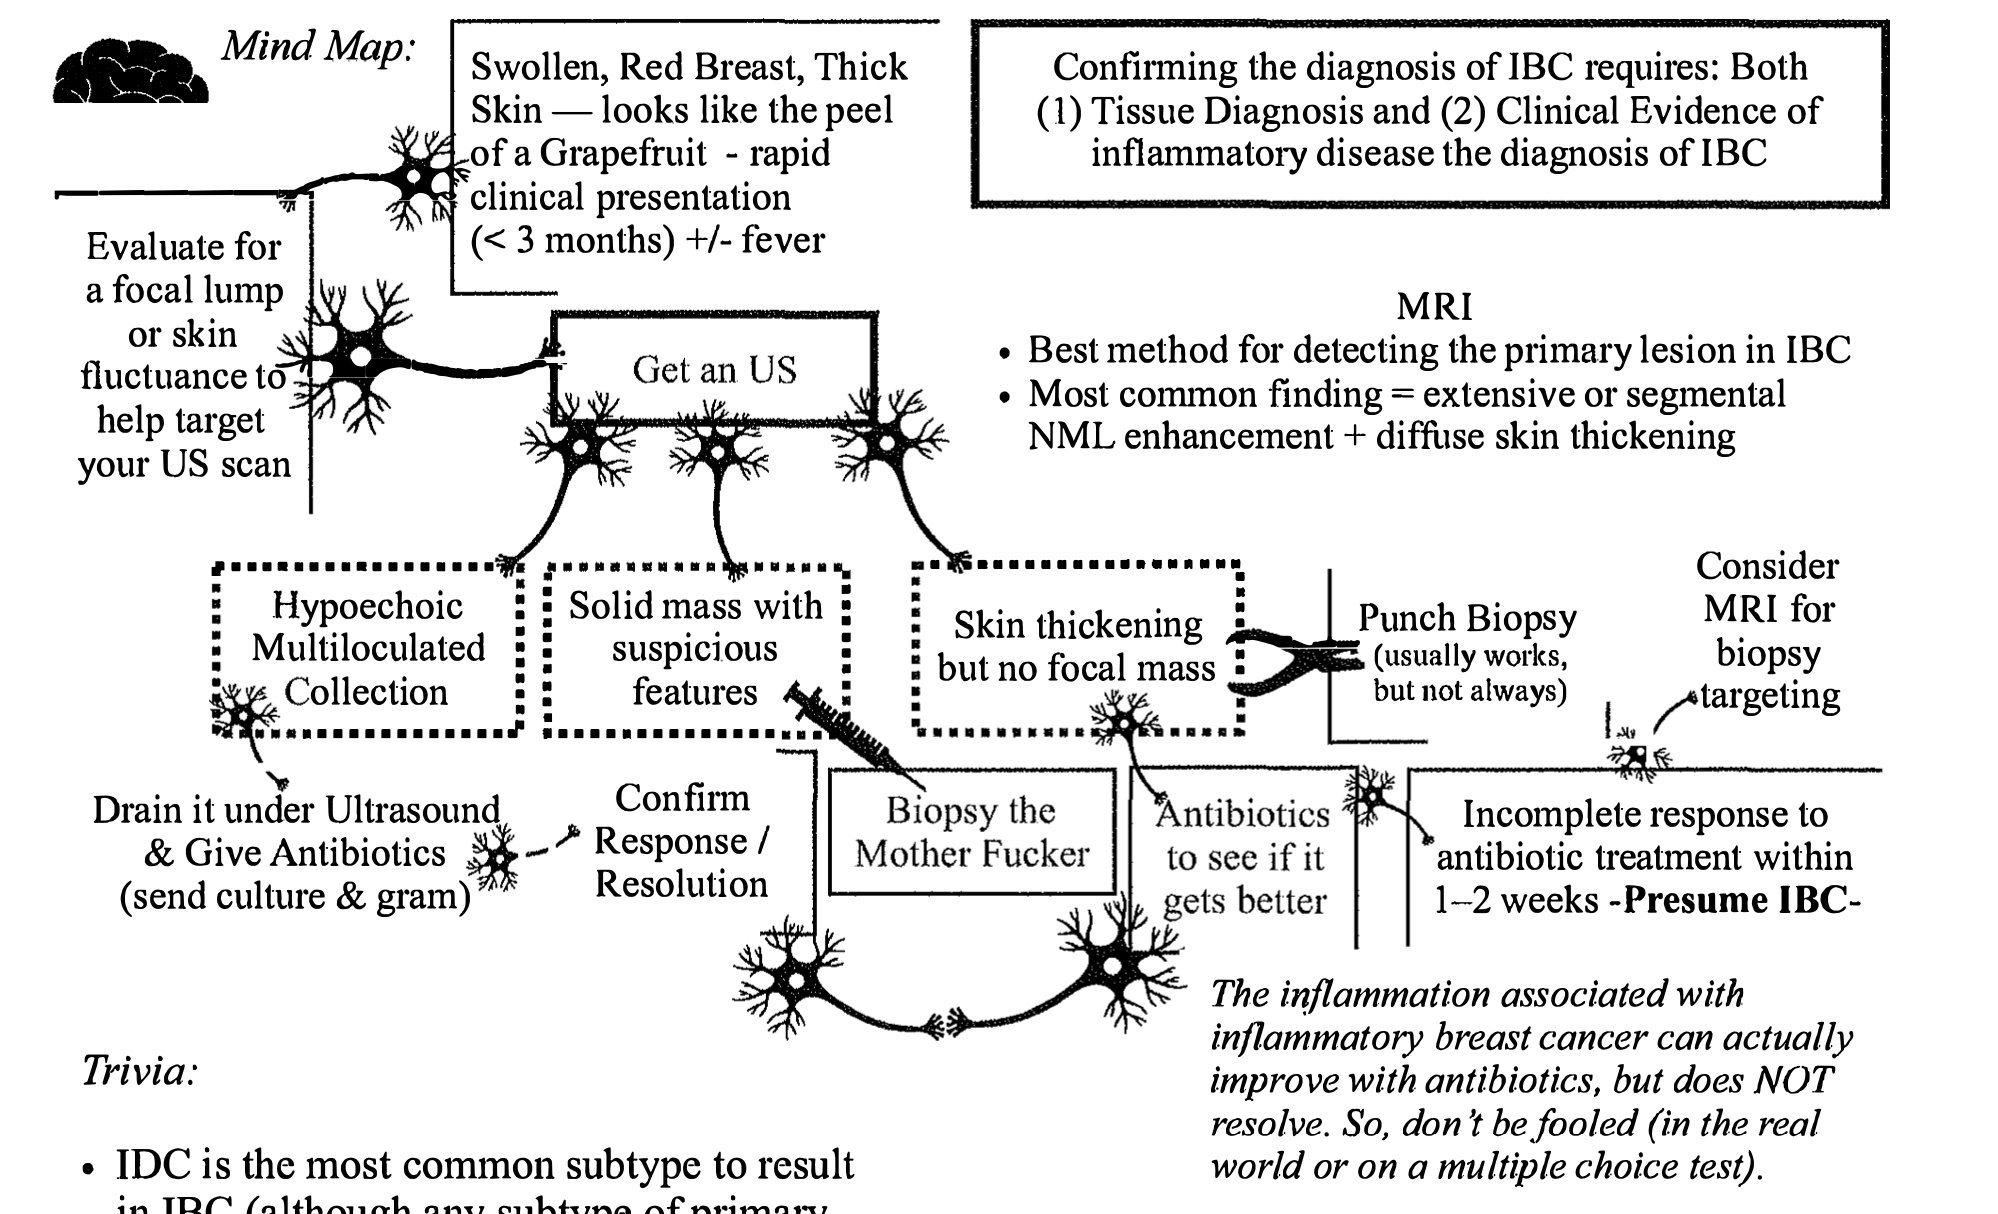 Mind Map:
Swollen, Red Breast, Thick
Skin — looks like the peel
of a Grapefruit - rapid
clinical presentation
(< 3 months) +/- fever
Confirming the diagnosis of IBC requires: Both
(1) Tissue Diagnosis and (2) Clinical Evidence of
inflammatory disease the diagnosis of IBC
Evaluate for
a focal lump
or skin
fluctuance to
help target
your US scan
Get an US
MRI
• Best method for detecting the primary lesion in IBC
• Most common finding = extensive or segmental
NML enhancement + diffuse skin thickening
Hypoechoic
Multiloculated
Collection
Solid mass with
suspicious
features
Skin thickening
but no focal mass
Punch Biopsy
(usually works,
but not always)
Consider
MRI for
biopsy
targeting
Drain it under Ultrasound
& Give Antibiotics
(send culture & gram)
Confirm
Response /
Resolution
Biopsy the
Mother Fucker
Antibiotics
to see if it
gets better
Incomplete response to
antibiotic treatment within
1–2 weeks -Presume IBC-
The inflammation associated with
inflammatory breast cancer can actually
improve with antibiotics, but does NOT
resolve. So, don't be fooled (in the real
world or on a multiple choice test).
Trivia:
• IDC is the most common subtype to result
in IBC (although any subtype of primary